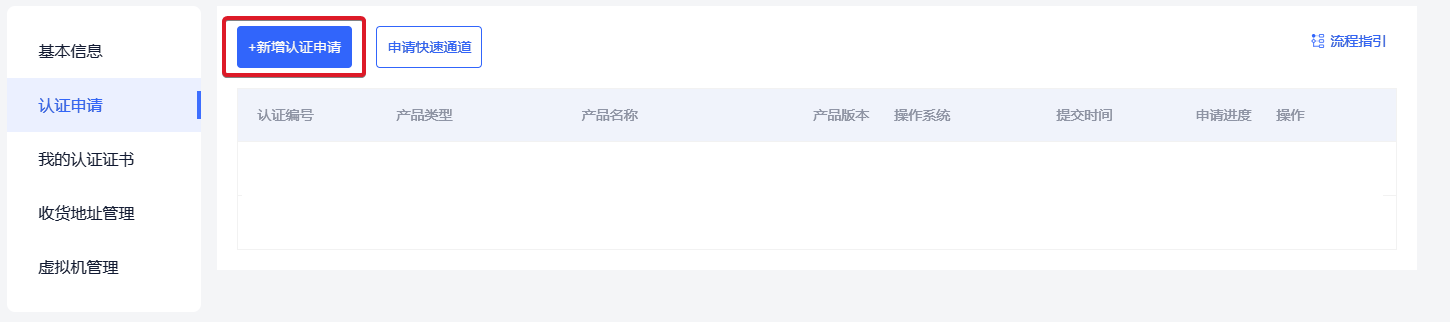 基本信息
认证申请
我的认证证书
收货地址管理
虚拟机管理
+新增认证申请 申请快速通道 流程指引
认证编号 产品类型 产品名称 产品版本 操作系统 提交时间 申请进度 操作